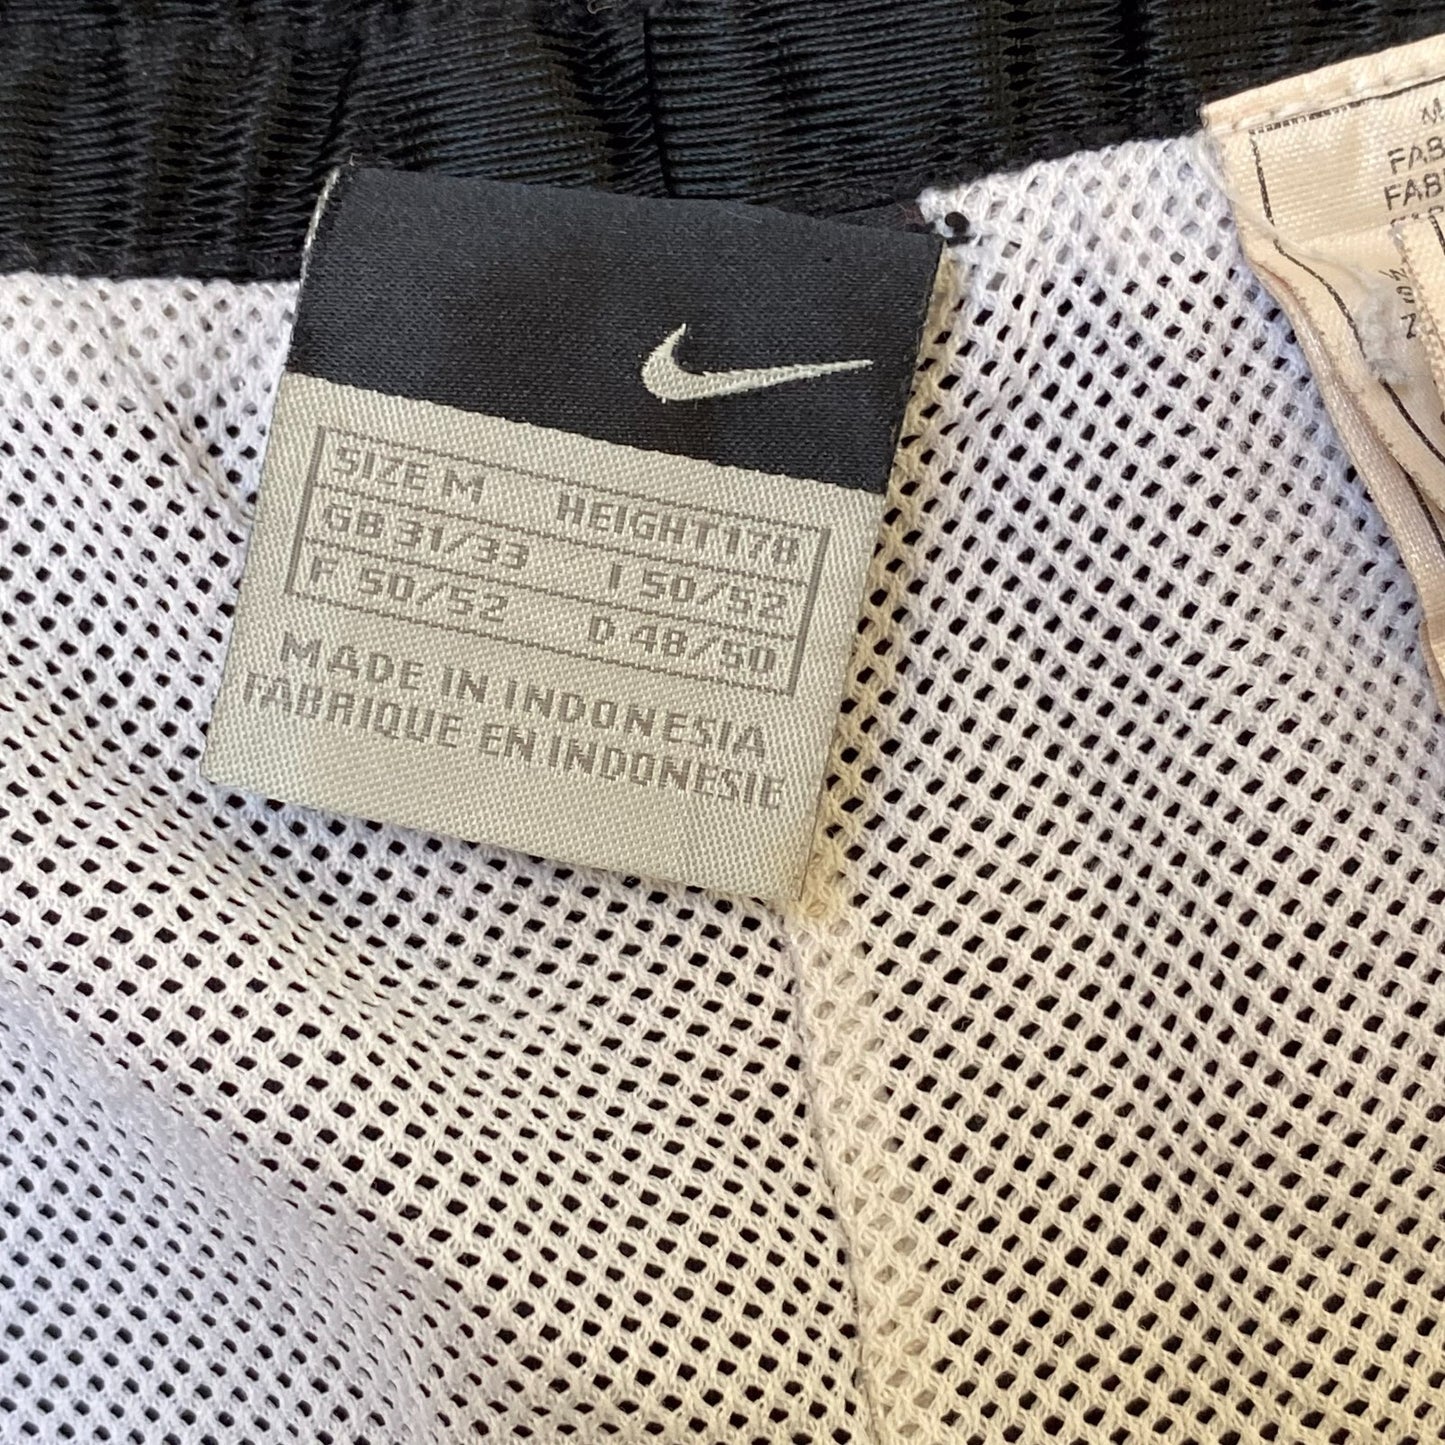 SIZE M HEIGHT 178
GB 31/33 I 50/52
F 50/52 D 48/50
MADE IN INDONESIA
FABRIQUE EN INDONESIE